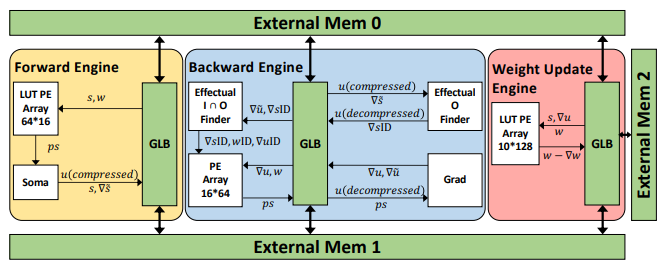 External Mem 0
Forward Engine
LUT PE
Array
64*16
s, w
GLB
ps
Soma
u(compressed)
s, ∇s̃
Backward Engine
Effectual
I ∩ O
Finder
∇ũ, ∇sID
∇sID, wID, ∇uID
PE
Array
16*64
∇u, w
ps
GLB
u(compressed)
∇s̃
u(decompressed)
∇sID
Effectual
O
Finder
∇u, ∇ũ
u(decompressed)
ps
Grad
Weight Update
Engine
LUT PE
Array
10*128
s, ∇u
w
w − ∇w
GLB
External Mem 2
External Mem 1